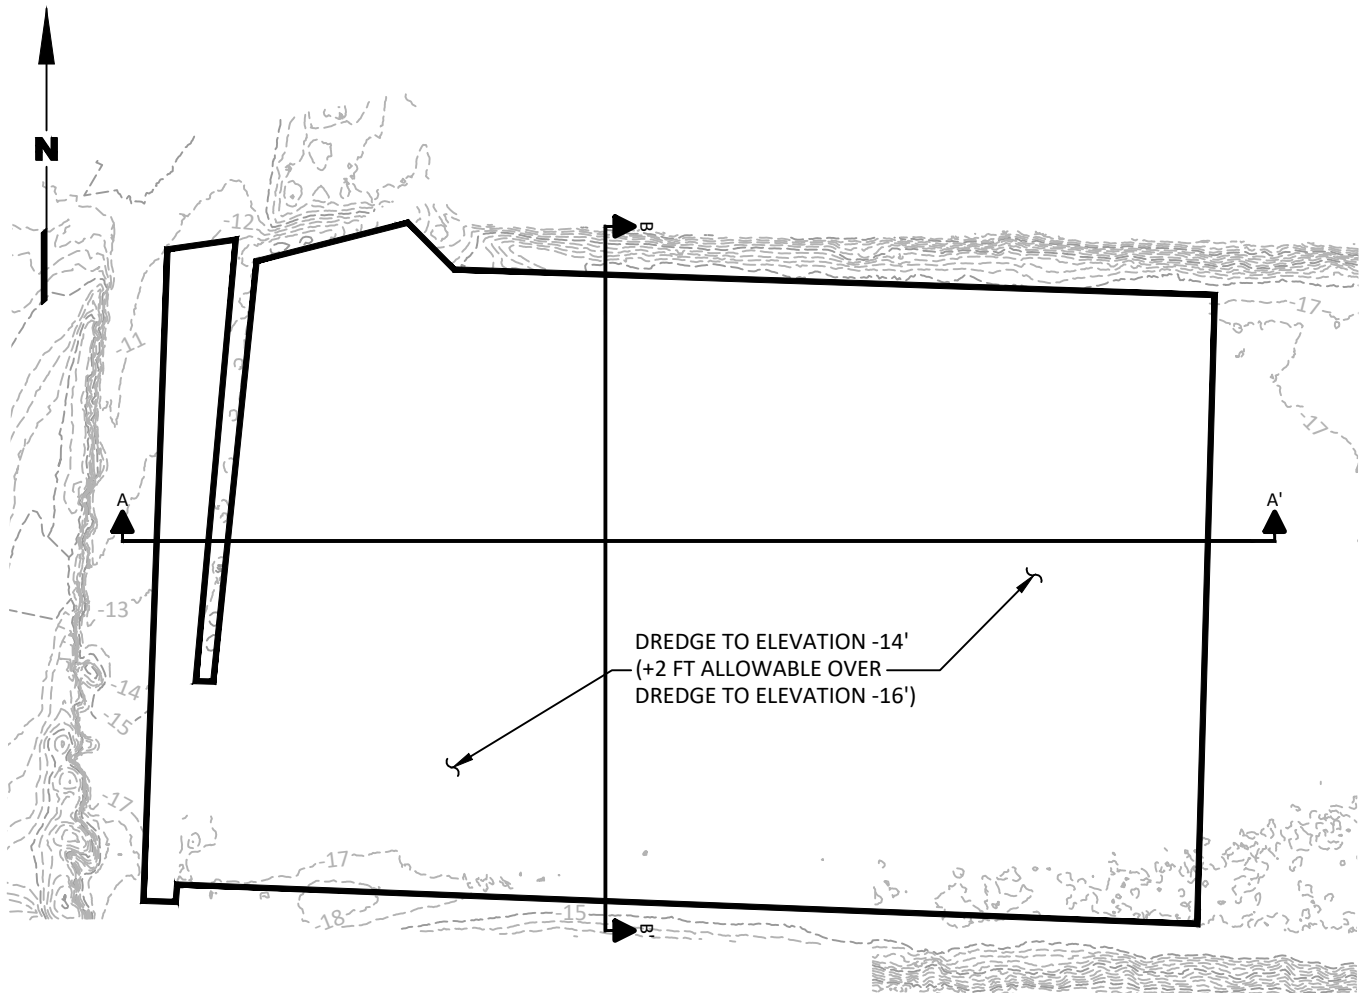 N
-12
B
-17
-11
-17
A
A'
-13
DREDGE TO ELEVATION -14'
(+2 FT ALLOWABLE OVER
DREDGE TO ELEVATION -16')
-14
-15
-17
-17
-18
-15
B'